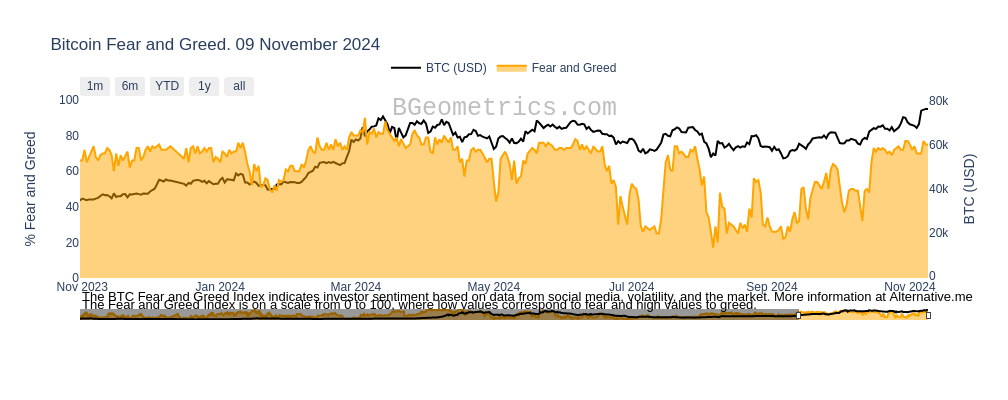 Bitcoin Fear and Greed. 09 November 2024
BTC (USD) Fear and Greed
1m 6m YTD 1y all
BGeometrics.com
100
80
60
40
20
0
% Fear and Greed
80k
60k
40k
20k
0
BTC (USD)
Nov 2023 Jan 2024 Mar 2024 May 2024 Jul 2024 Sep 2024 Nov 2024
The BTC Fear and Greed Index indicates investor sentiment based on data from social media, volatility, and the market. More information at Alternative.me
The Fear and Greed Index is on a scale from 0 to 100, where low values correspond to fear and high values to greed.